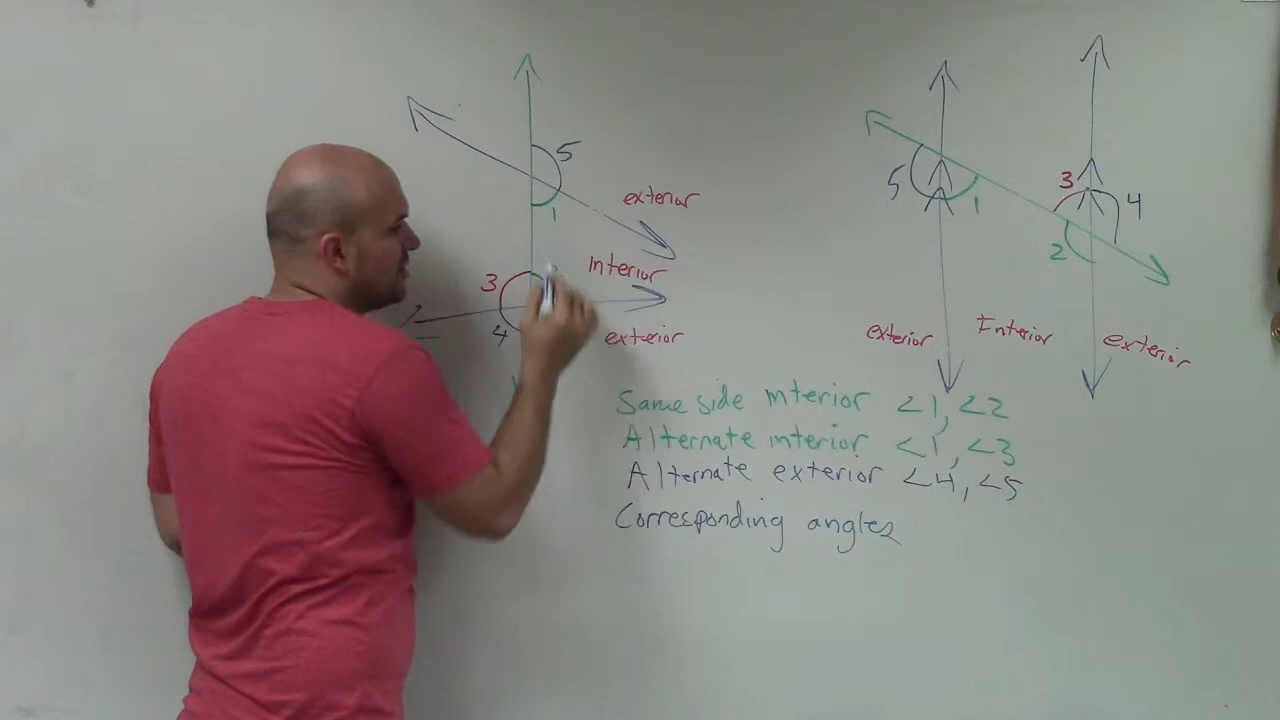 5
exterior
1
interior
3
4
exterior
5
1
3
4
2
exterior
Interior
exterior
Same side interior <1, <2
Alternate interior <1, <3
Alternate exterior <4, <5
Corresponding angles